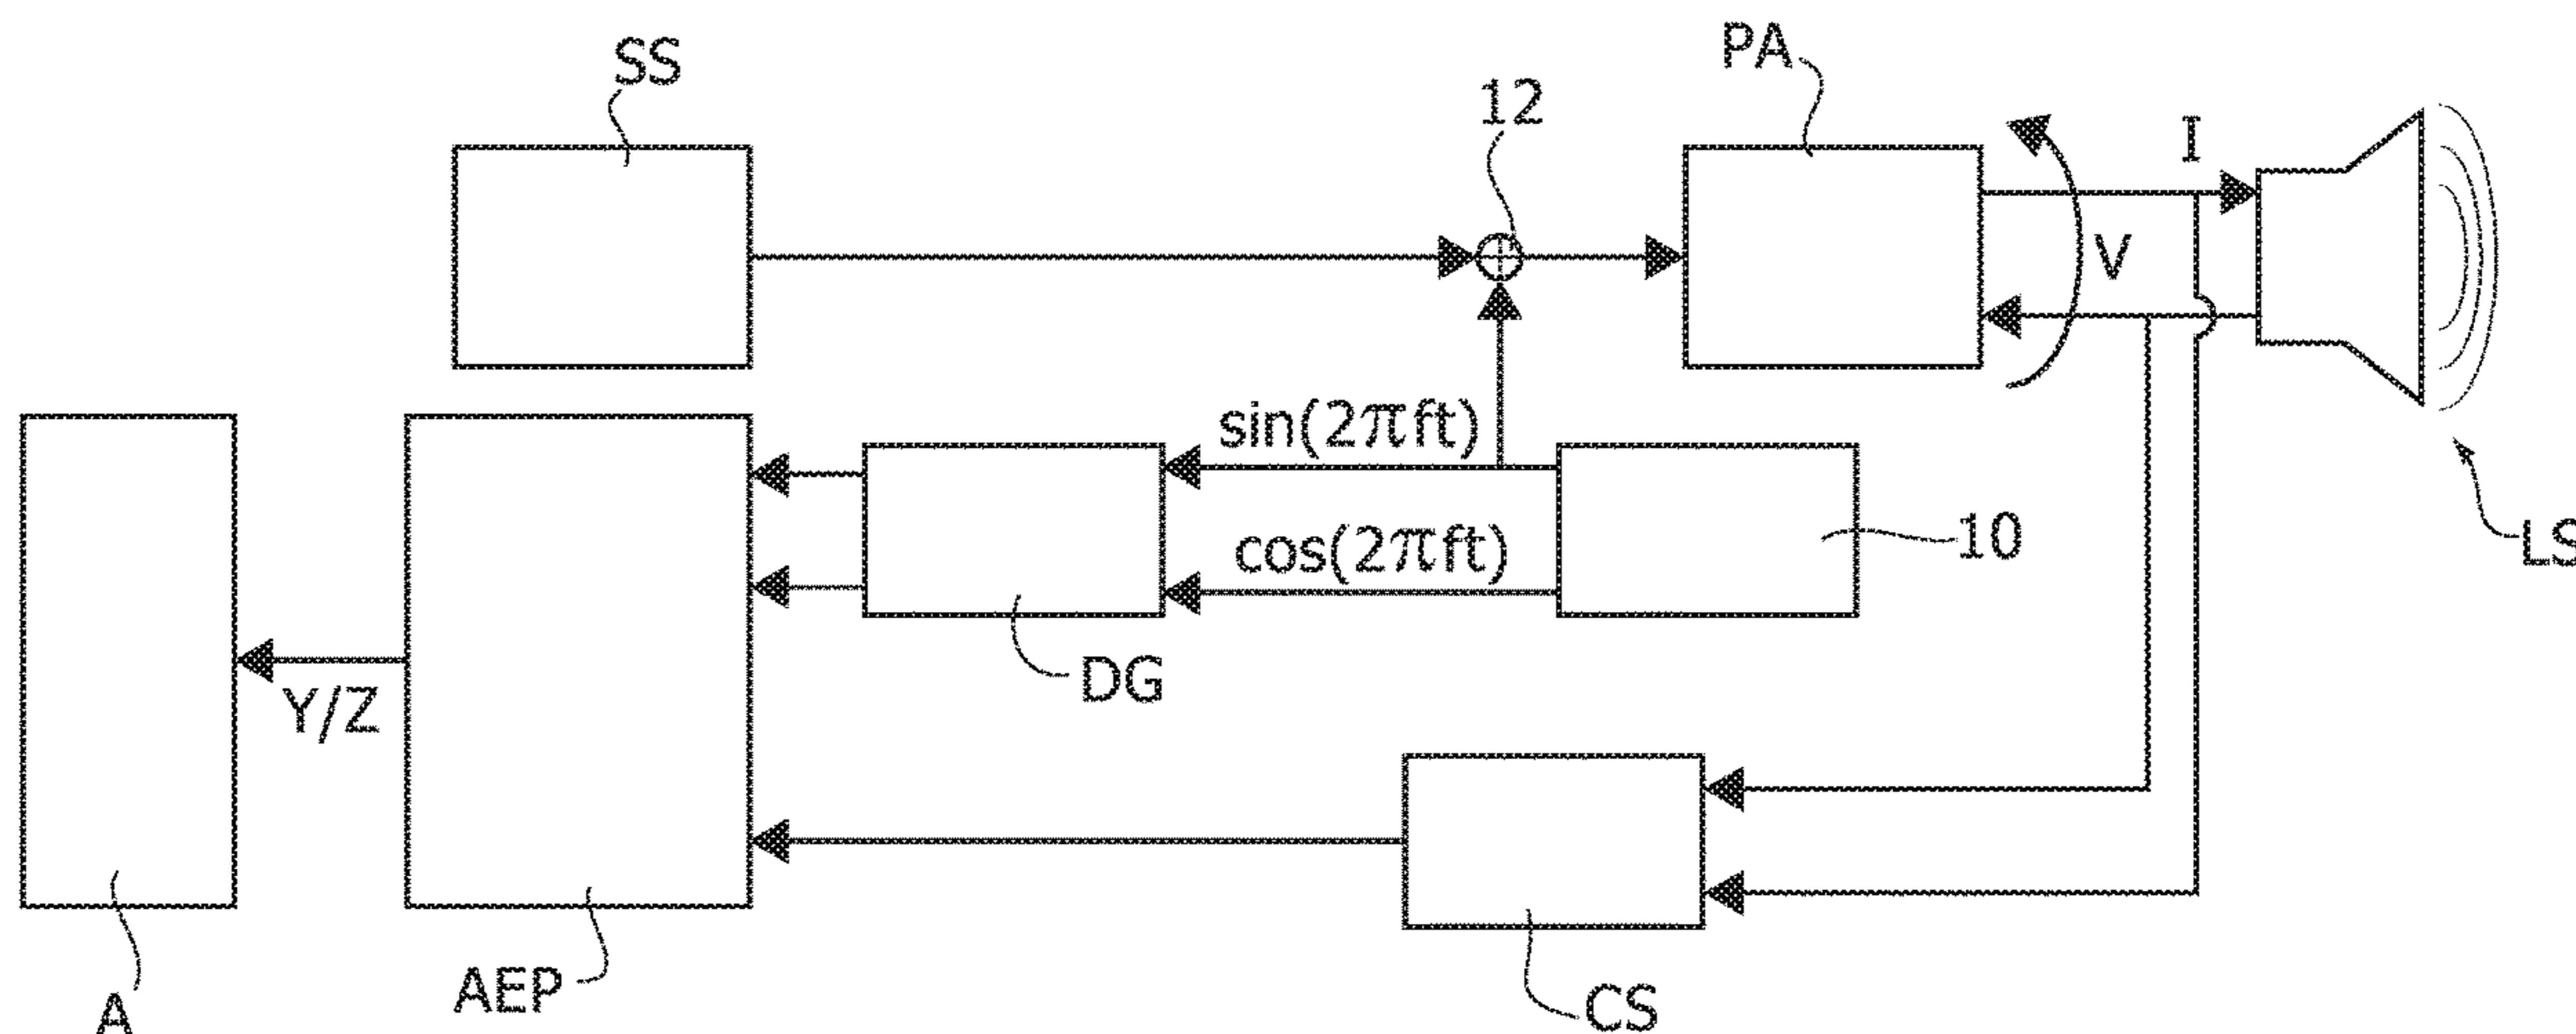 SS
PA
12
I
V
sin(2πft)
cos(2πft)
10
LS
DG
Y/Z
AEP
CS
A